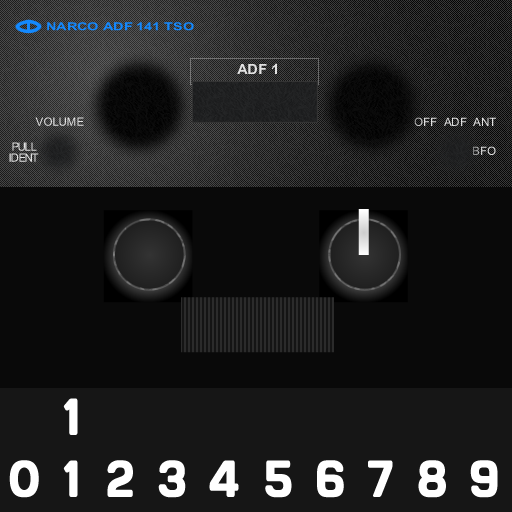 NARCO ADF 141 TSO
ADF 1
VOLUME
OFF ADF ANT
PULL
IDENT
BFO
1
0 1 2 3 4 5 6 7 8 9